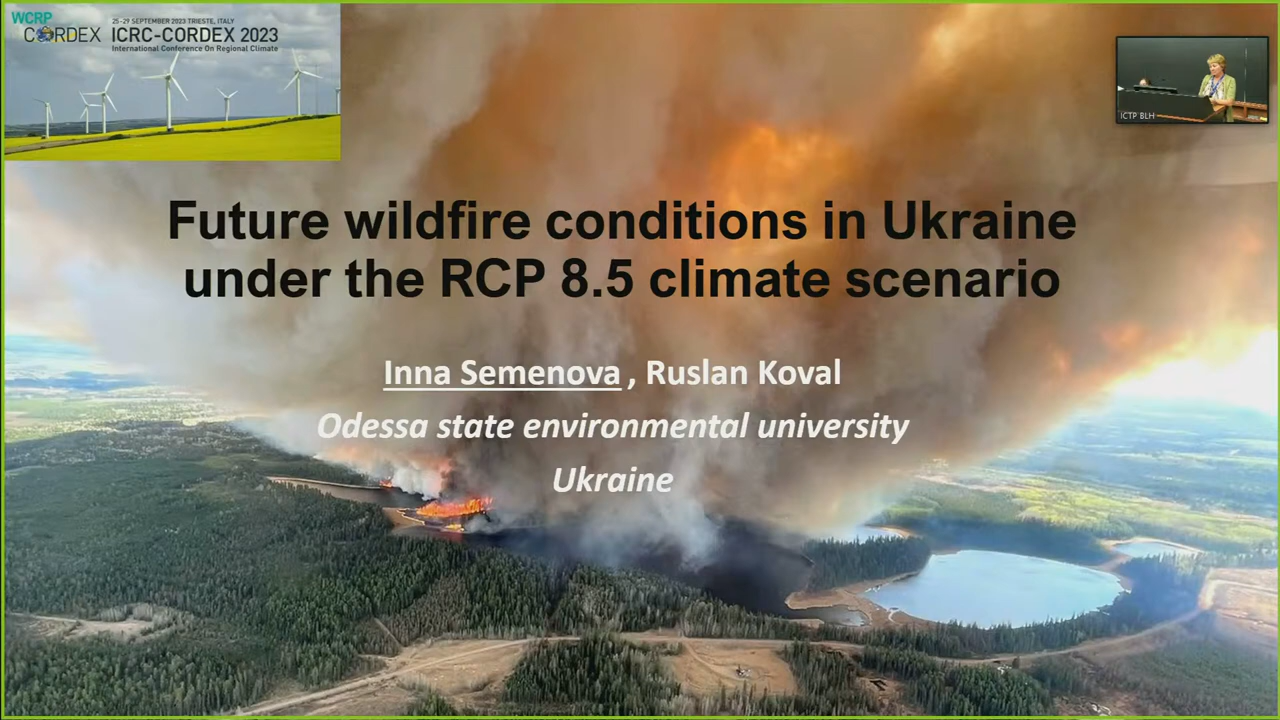 WCRP
CORDEX
25-29 SEPTEMBER 2023 TRIESTE, ITALY
ICRC-CORDEX 2023
International Conference On Regional Climate
ICTP BLH
Future wildfire conditions in Ukraine
under the RCP 8.5 climate scenario
Inna Semenova, Ruslan Koval
Odessa state environmental university
Ukraine